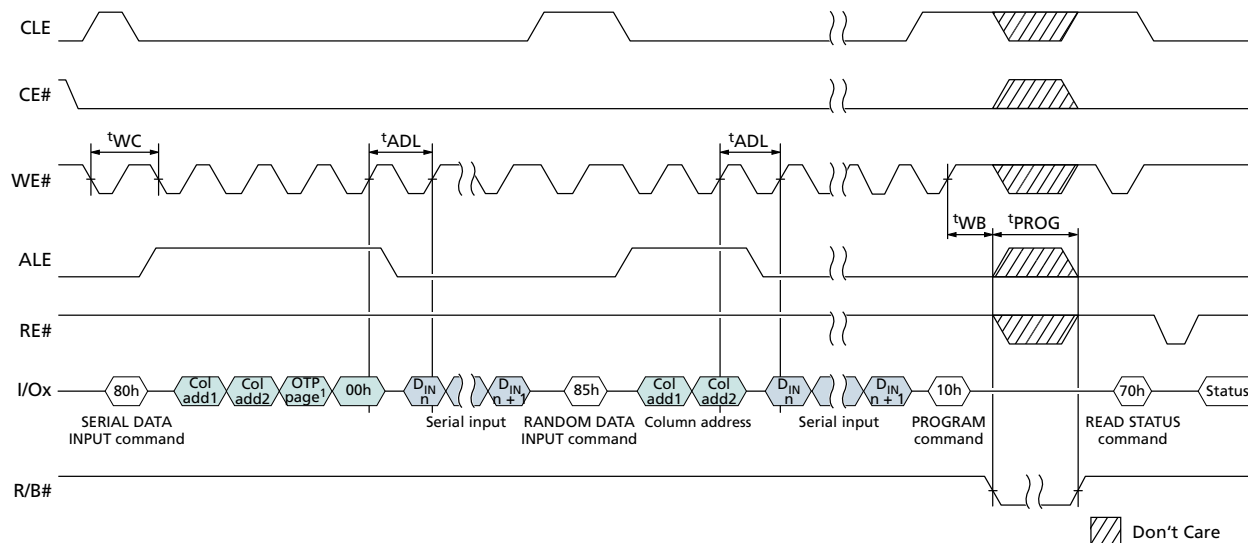 CLE
CE#
tWC
tADL
tADL
WE#
tWB
tPROG
ALE
RE#
I/Ox
80h
Col
add1
Col
add2
OTP
page1
00h
DIN
n
DIN
n + 1
85h
Col
add1
Col
add2
DIN
n
DIN
n + 1
10h
70h
Status
SERIAL DATA
INPUT command
Serial input
RANDOM DATA
INPUT command
Column address
Serial input
PROGRAM
command
READ STATUS
command
R/B#
Don't Care